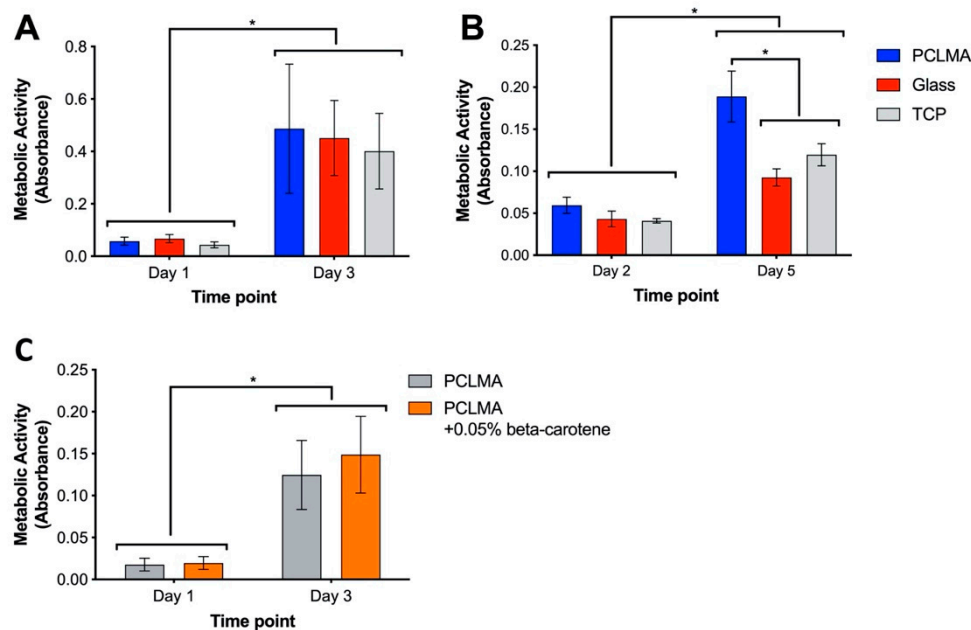 A
*
0.8
0.6
0.4
0.2
0.0
Metabolic Activity
(Absorbance)
Day 1
Day 3
Time point
B
*
*
0.25
0.20
0.15
0.10
0.05
0.00
Metabolic Activity
(Absorbance)
Day 2
Day 5
Time point
PCLMA
Glass
TCP
C
*
0.25
0.20
0.15
0.10
0.05
0.00
Metabolic Activity
(Absorbance)
Day 1
Day 3
Time point
PCLMA
PCLMA
+0.05% beta-carotene